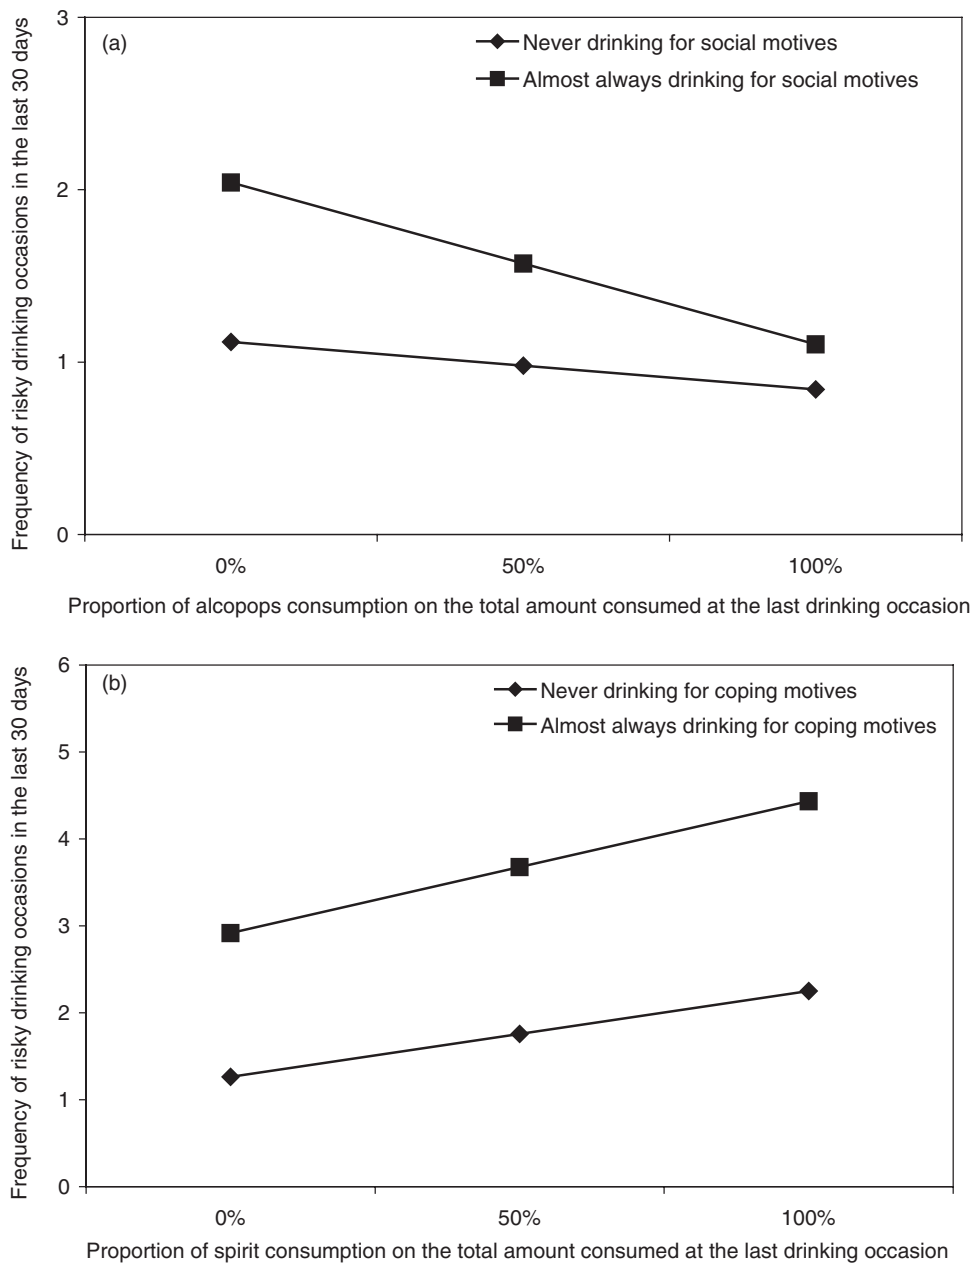 Frequency of risky drinking occasions in the last 30 days
3
2
1
0
(a)
Never drinking for social motives
Almost always drinking for social motives
0% 50% 100%
Proportion of alcopops consumption on the total amount consumed at the last drinking occasion
Frequency of risky drinking occasions in the last 30 days
6
5
4
3
2
1
0
(b)
Never drinking for coping motives
Almost always drinking for coping motives
0% 50% 100%
Proportion of spirit consumption on the total amount consumed at the last drinking occasion